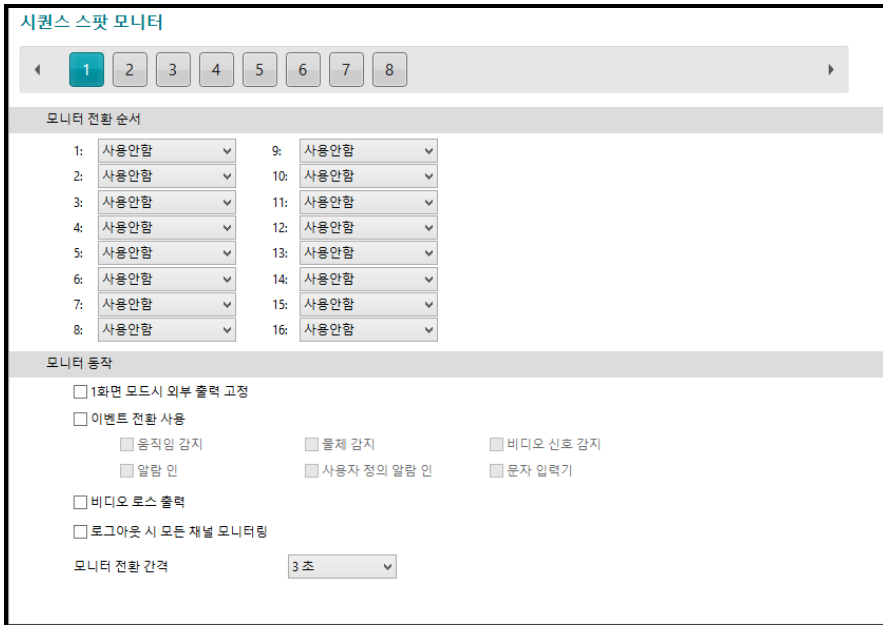 시퀀스 스팟 모니터
1 2 3 4 5 6 7 8
모니터 전환 순서
1: 사용안함 9: 사용안함
2: 사용안함 10: 사용안함
3: 사용안함 11: 사용안함
4: 사용안함 12: 사용안함
5: 사용안함 13: 사용안함
6: 사용안함 14: 사용안함
7: 사용안함 15: 사용안함
8: 사용안함 16: 사용안함
모니터 동작
1화면 모드시 외부 출력 고정
이벤트 전환 사용
움직임 감지 물체 감지 비디오 신호 감지
알람 인 사용자 정의 알람 인 문자 입력기
비디오 로스 출력
로그아웃 시 모든 채널 모니터링
모니터 전환 간격 3 초